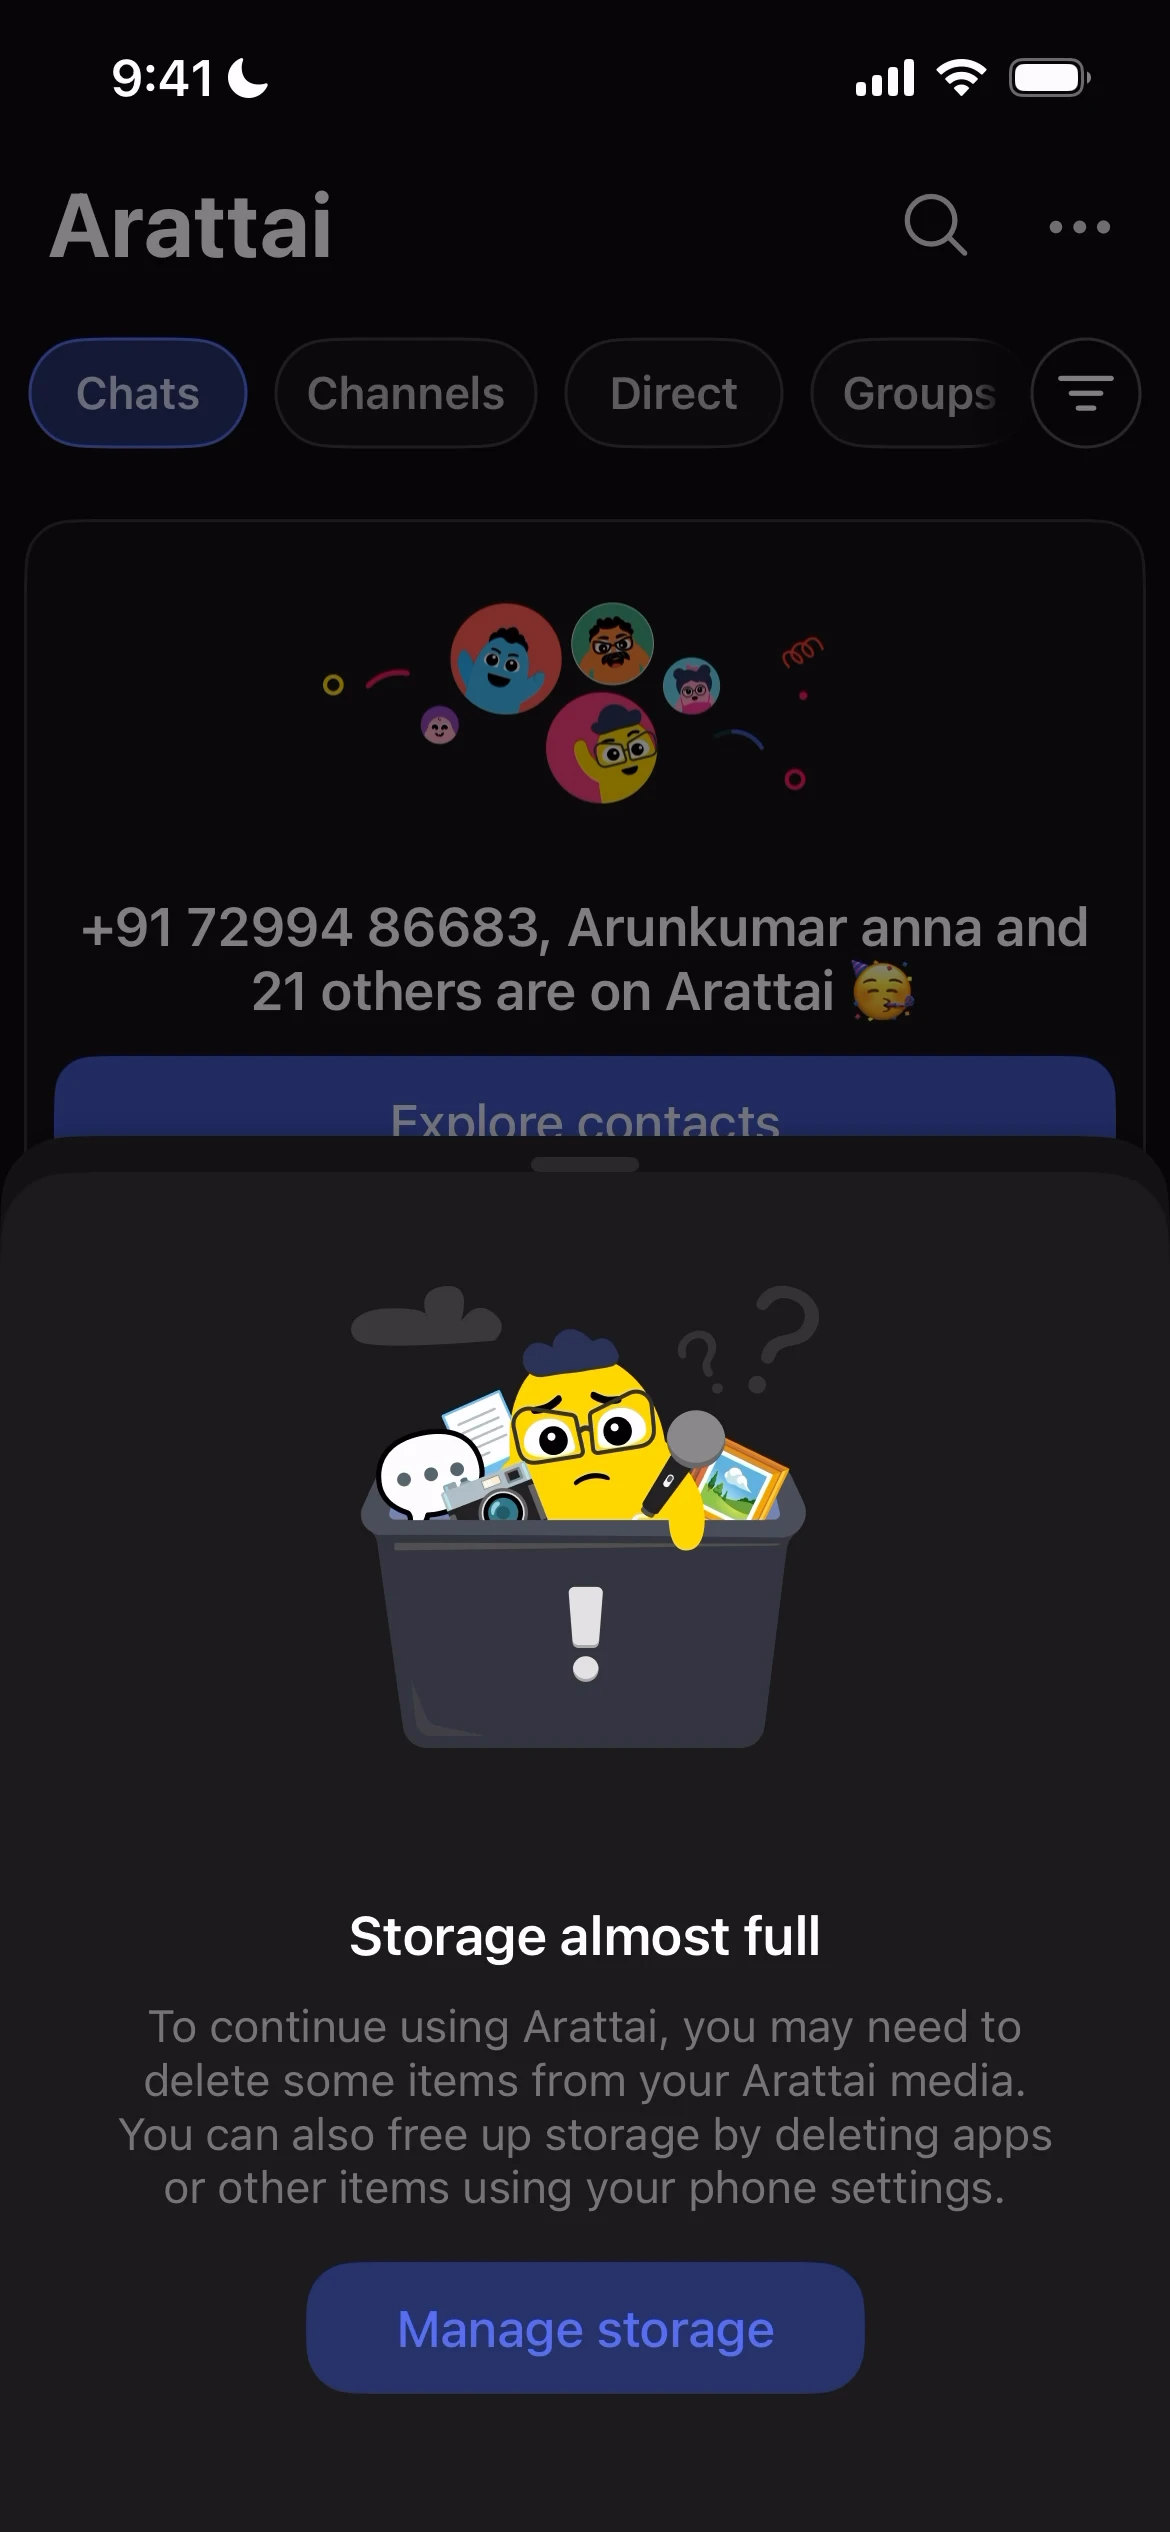 9:41
Arattai
Chats
Channels
Direct
Groups
+91 72994 86683, Arunkumar anna and
21 others are on Arattai 🥳
Explore contacts
Storage almost full
To continue using Arattai, you may need to
delete some items from your Arattai media.
You can also free up storage by deleting apps
or other items using your phone settings.
Manage storage